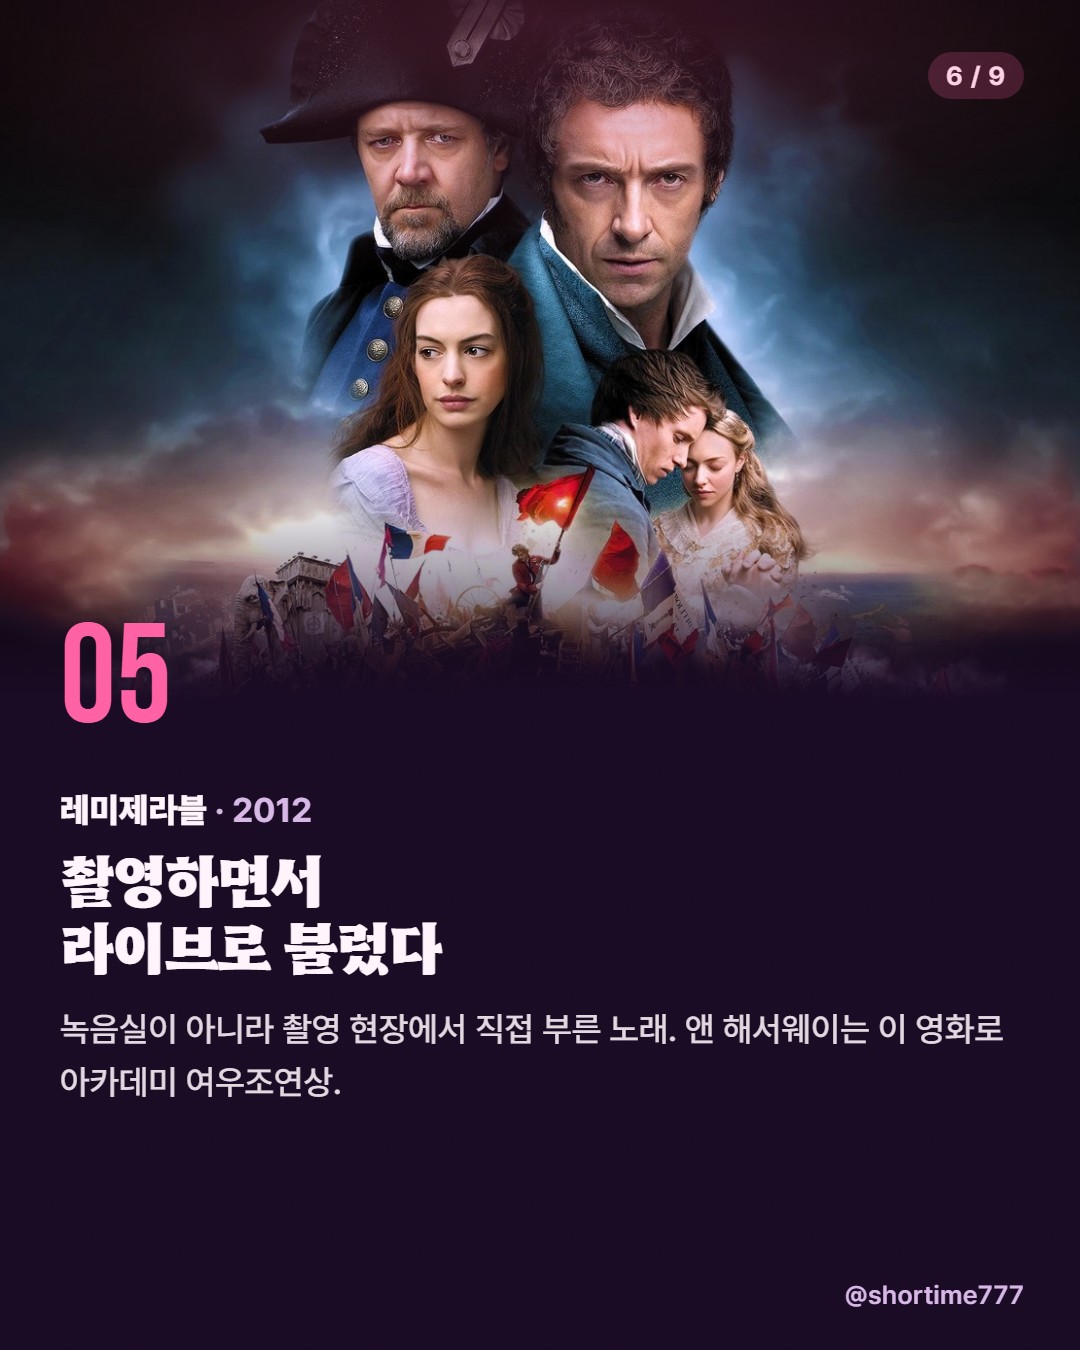 6 / 9
05
레미제라블 · 2012
촬영하면서
라이브로 불렀다
녹음실이 아니라 촬영 현장에서 직접 부른 노래. 앤 해서웨이는 이 영화로
아카데미 여우조연상.
@shortime777